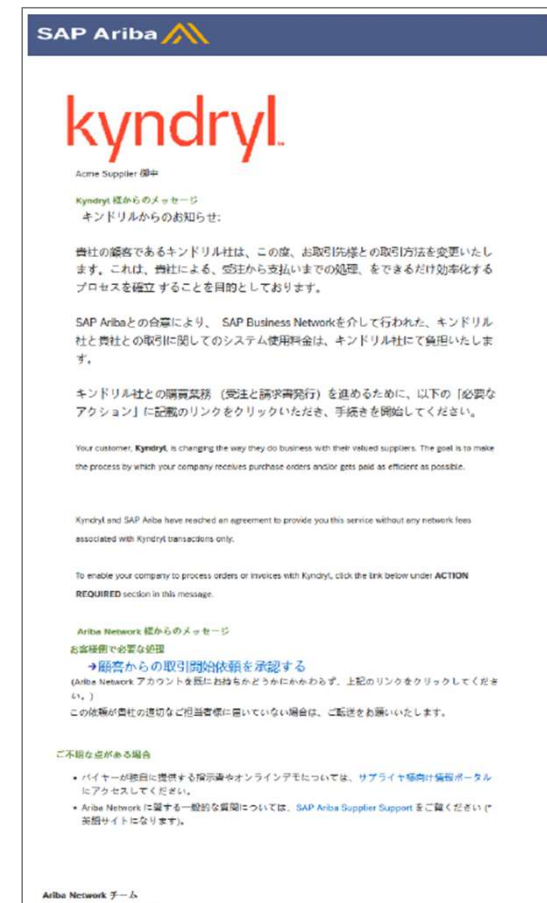 SAP Ariba
kyndryl
Acme Supplier 御中
Kyndryl 様からのメッセージ
キンドリルからのお知らせ:
貴社の顧客であるキンドリル社は、この度、お取引先様との取引方法を変更いたし
ます。これは、貴社による、受注から支払いまでの処理、をできるだけ効率化する
プロセスを確立 することを目的としております。
SAP Aribaとの合意により、 SAP Business Networkを介して行われた、キンドリル
社と貴社との取引に関してのシステム使用料金は、キンドリル社にて負担いたしま
す。
キンドリル社との購買業務 （受注と請求書発行）を進めるために、以下の「必要な
アクション」に記載のリンクをクリックいただき、手続きを開始してください。
Your customer, Kyndryl, is changing the way they do business with their valued suppliers. The goal is to make
the process by which your company receives purchase orders and/or gets paid as efficient as possible.
Kyndryl and SAP Ariba have reached an agreement to provide you this service without any network fees
associated with Kyndryl transactions only.
To enable your company to process orders or invoices with Kyndryl, click the link below under ACTION
REQUIRED section in this message.
Ariba Network 様からのメッセージ
お客様側で必要な処理
→顧客からの取引開始依頼を承認する
(Ariba Network アカウントを既にお持ちかどうかにかかわらず、上記のリンクをクリックしてくださ
い。)
この依頼が貴社の適切なご担当者様に届いていない場合は、ご転送をお願いいたします。
ご不明な点がある場合
• バイヤーが独自に提供する指示書やオンラインデモについては、サプライヤ様向け情報ポータル
にアクセスしてください。
• Ariba Network に関する一般的な質問については、SAP Ariba Supplier Support をご覧ください (*
英語サイトになります)。
Ariba Network チーム